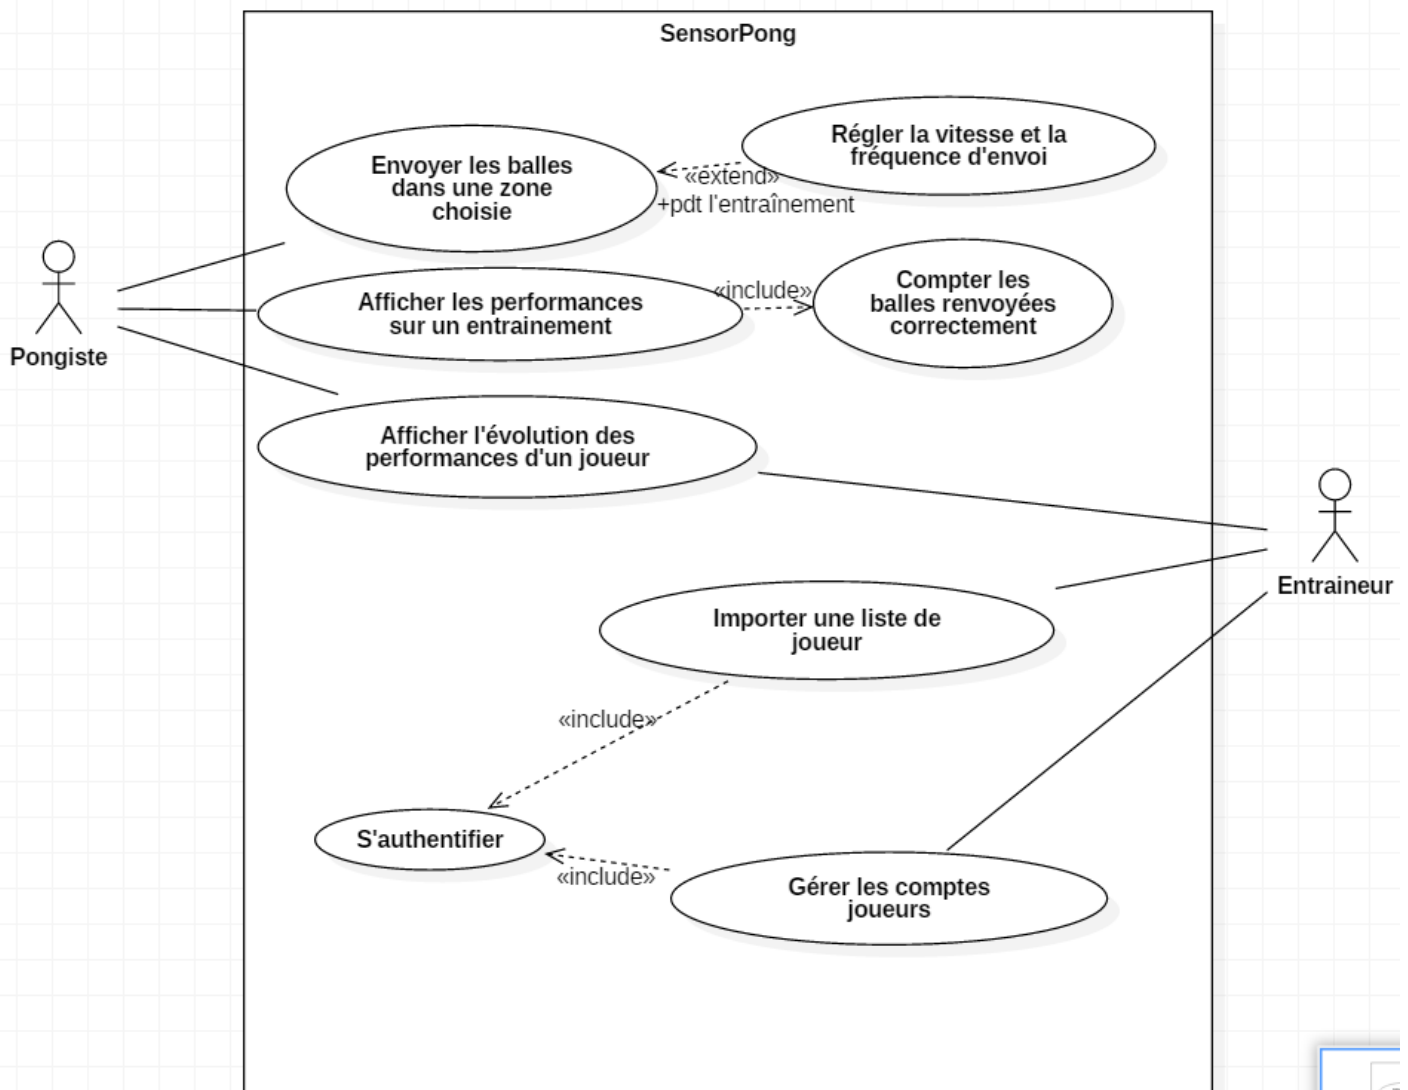 SensorPong
Envoyer les balles
dans une zone
choisie
Régler la vitesse et la
fréquence d'envoi
«extend»
+pdt l'entraînement
Afficher les performances
sur un entrainement
«include»
Compter les
balles renvoyées
correctement
Pongiste
Afficher l'évolution des
performances d'un joueur
Entraineur
Importer une liste de
joueur
«include»
S'authentifier
«include»
Gérer les comptes
joueurs